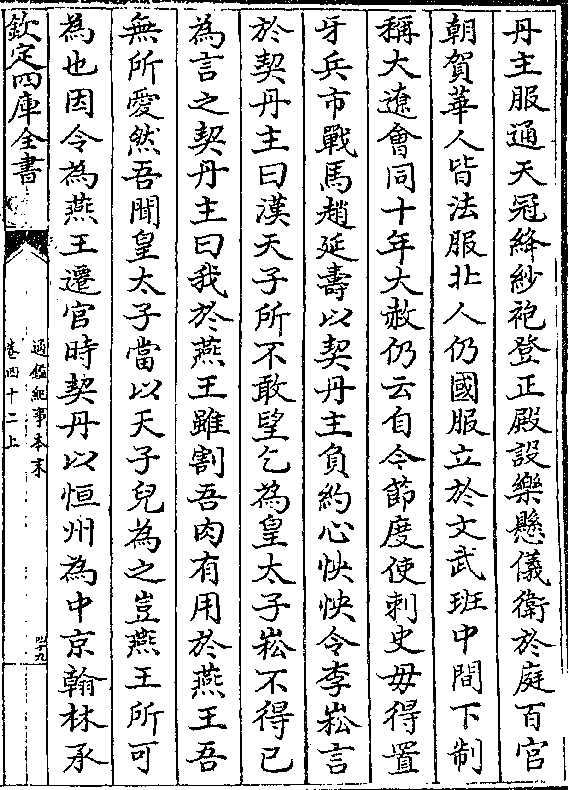 丹主服通天冠絳紗袍登正殿設樂懸儀衛於庭百官
朝賀華人皆法服北人仍國服立於文武班中間下制
稱大遼會同十年大赦仍云自今節度使刺史毋得置
牙兵市戰馬趙延壽以契丹主負約心怏怏令李崧言
於契丹主曰漢天子所不敢望乞為皇太子崧不得已
為言之契丹主曰我於燕王雖割吾肉有用於燕王吾
無所愛然吾聞皇太子當以天子兒為之豈燕王所可
為也因令為燕王遷官時契丹以恒州為中京翰林承
欽定四庫全書
通鑑紀事本末
卷四十二上
四十九